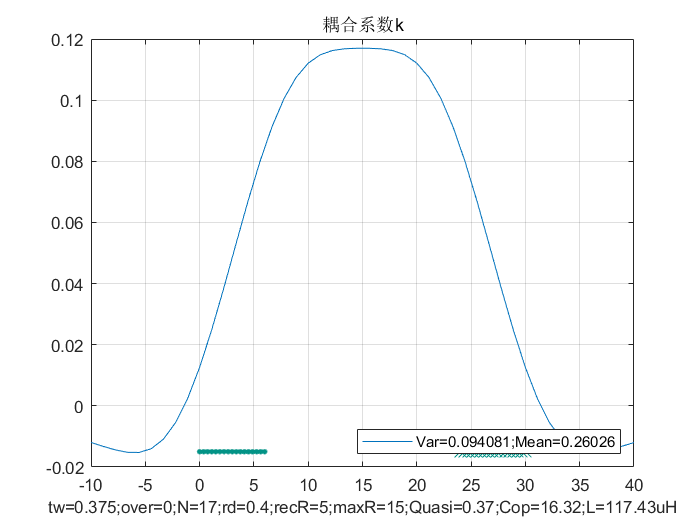 耦合系数k
0.12
0.1
0.08
0.06
0.04
0.02
0
-0.02
Var=0.094081;Mean=0.26026
-10 -5 0 5 10 15 20 25 30 35 40
tw=0.375;over=0;N=17;rd=0.4;recR=5;maxR=15;Quasi=0.37;Cop=16.32;L=117.43uH